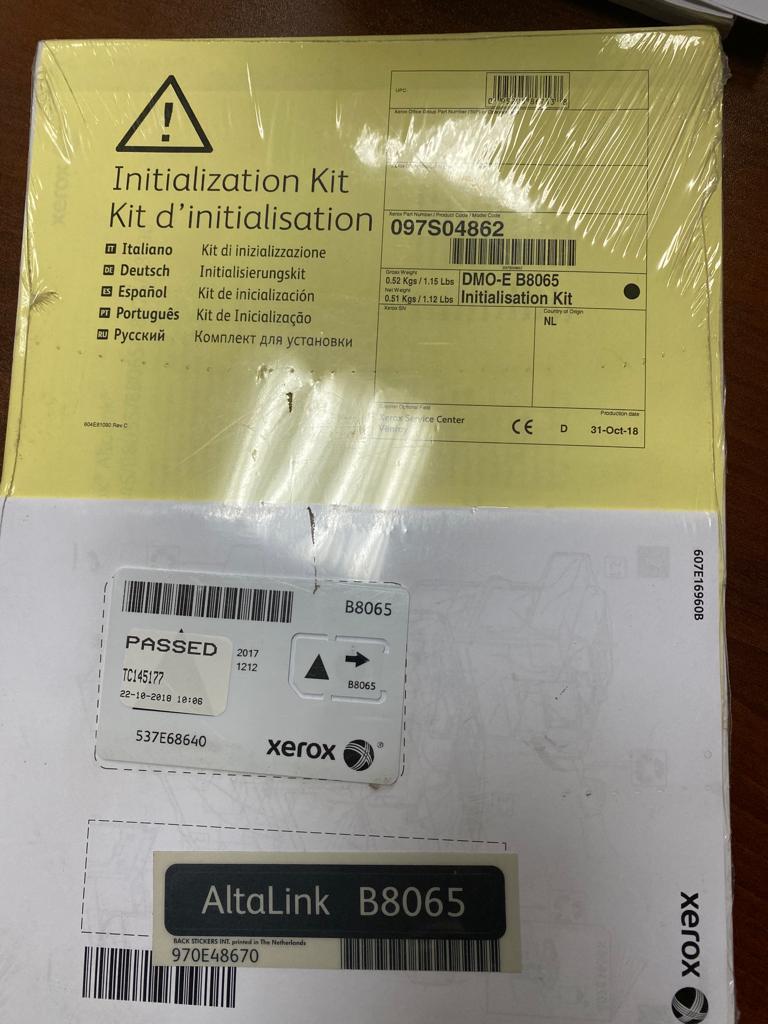 UPC
Initialization Kit
Kit d'initialisation
IT Italiano Kit di inizializzazione
DE Deutsch Initialisierungskit
ES Español Kit de inicialización
PT Português Kit de Inicialização
RU Русский Комплект для установки
604E81090 Rev C
Xerox Part Number / Product Code / Model Code
097S04862
Gross Weight
0.52 Kgs / 1.15 Lbs
Net Weight
0.51 Kgs / 1.12 Lbs
DMO-E B8065
Initialisation Kit
Xerox S/N
Country of Origin
NL
Supplier Optional Field
Xerox Service Center
Venray
CE D
Production date
31-Oct-18
607E16960B
B8065
PASSED
2017
1212
TC145177
22-10-2018 10:06
B8065
537E68640
xerox
AltaLink B8065
BACK STICKERS INT. printed in The Netherlands
970E48670
xerox